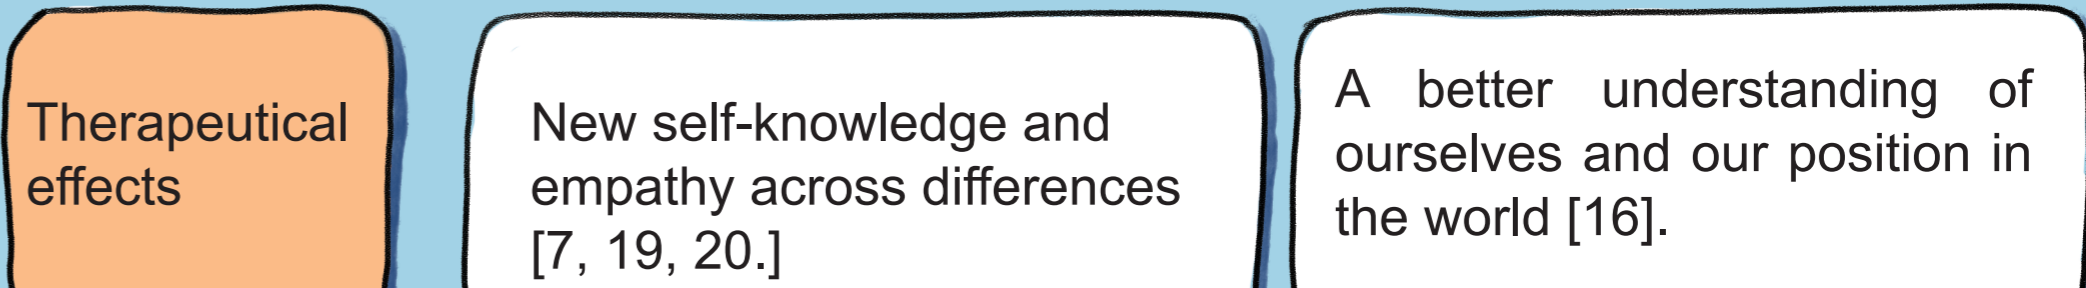 Therapeutical
effects
New self-knowledge and
empathy across differences
[7, 19, 20.]
A better understanding of
ourselves and our position in
the world [16].